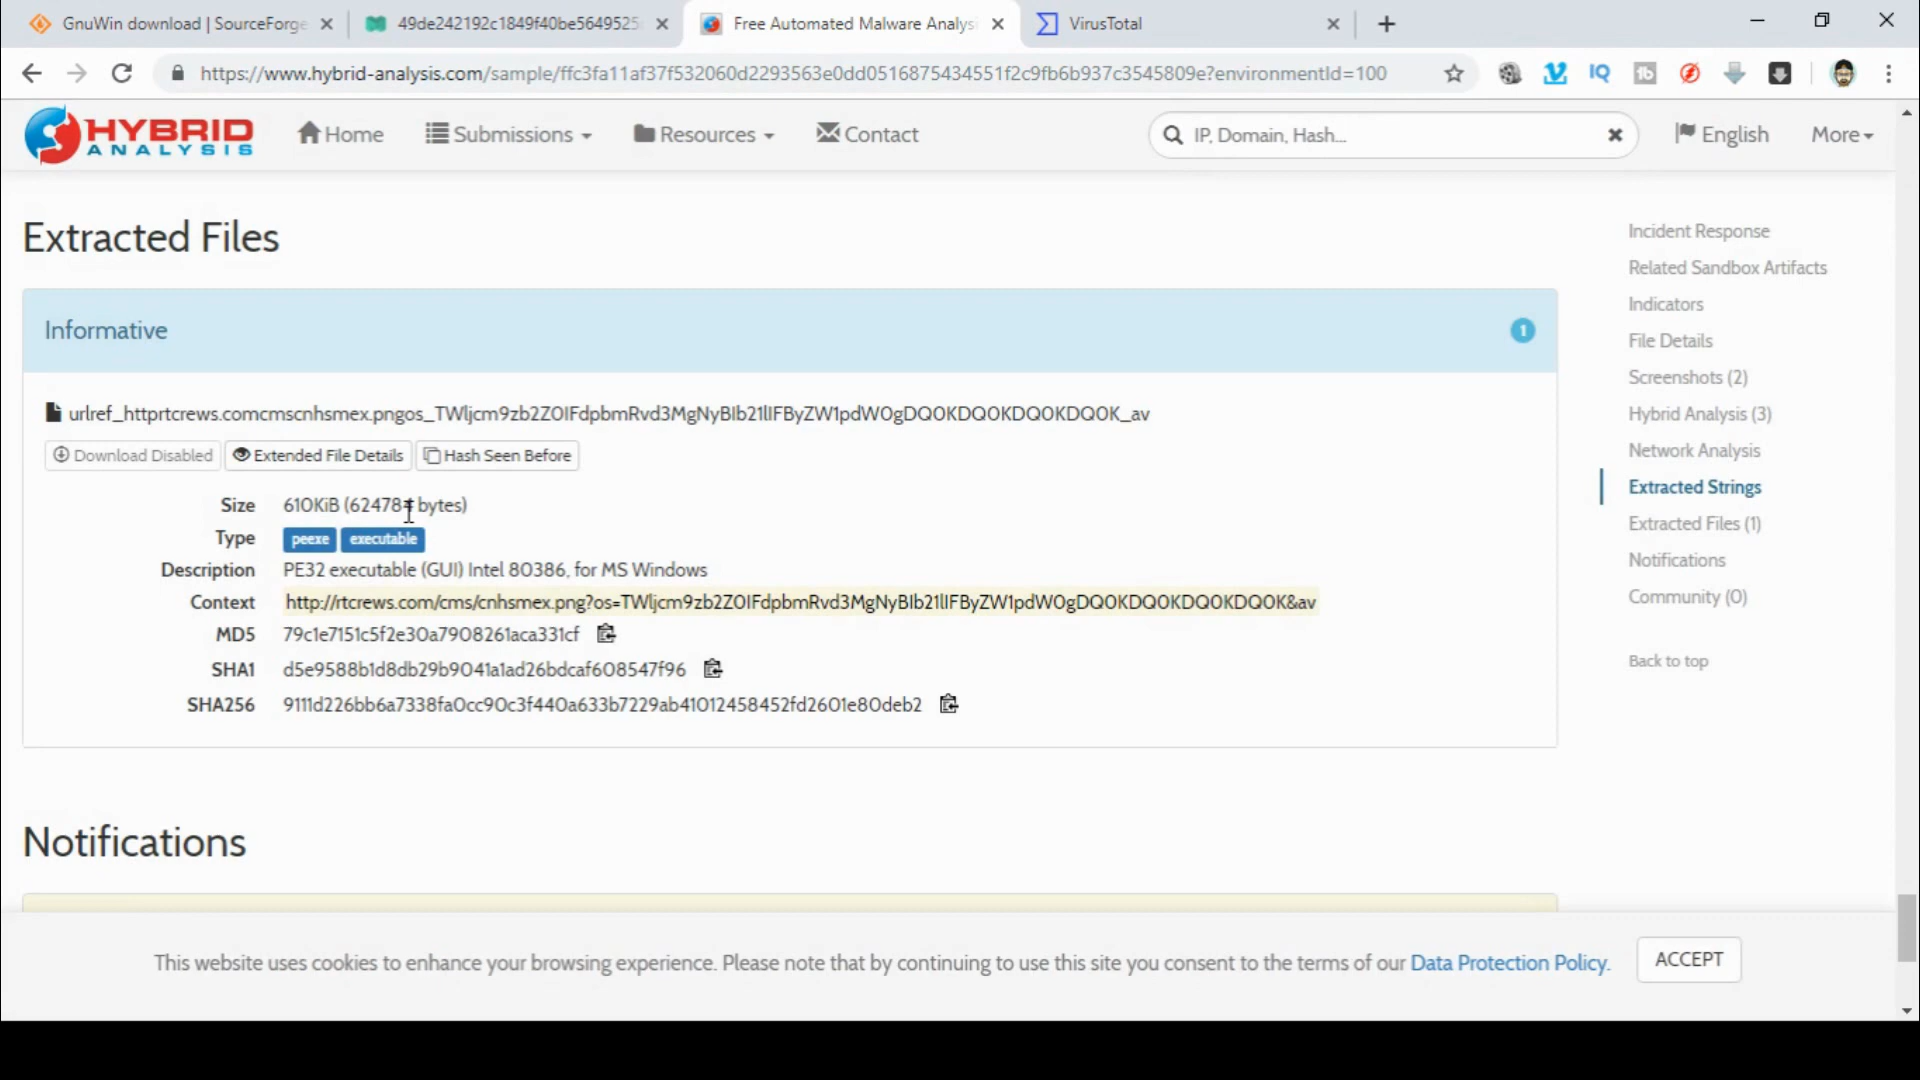 GnuWin download | SourceForge
49de242192c1849f40be5649525
Free Automated Malware Analys
VirusTotal
https://www.hybrid-analysis.com/sample/ffc3fa11af37f532060d2293563e0dd0516875434551f2c9fb6b937c3545809e?environmentId=100
HYBRID
ANALYSIS
Home
Submissions
Resources
Contact
IP, Domain, Hash...
English
More
Extracted Files
Informative
1
urlref_httprtcrews.comcmscnhsmex.pngos_TWljcm9zb2Z0IFdpbmRvd3MgNyBIb21lIFByZW1pdW0gDQ0KDQ0KDQ0KDQ0K_av
Download Disabled
Extended File Details
Hash Seen Before
Size
610KiB (624784 bytes)
Type
peexe
executable
Description
PE32 executable (GUI) Intel 80386, for MS Windows
Context
http://rtcrews.com/cms/cnhsmex.png?os=TWljcm9zb2Z0IFdpbmRvd3MgNyBIb21lIFByZW1pdW0gDQ0KDQ0KDQ0KDQ0K&av
MD5
79c1e7151c5f2e30a7908261aca331cf
SHA1
d5e9588b1d8db29b9041a1ad26bdcaf608547f96
SHA256
9111d226bb6a7338fa0cc90c3f440a633b7229ab41012458452fd2601e80deb2
Notifications
Incident Response
Related Sandbox Artifacts
Indicators
File Details
Screenshots (2)
Hybrid Analysis (3)
Network Analysis
Extracted Strings
Extracted Files (1)
Notifications
Community (0)
Back to top
This website uses cookies to enhance your browsing experience. Please note that by continuing to use this site you consent to the terms of our Data Protection Policy.
ACCEPT